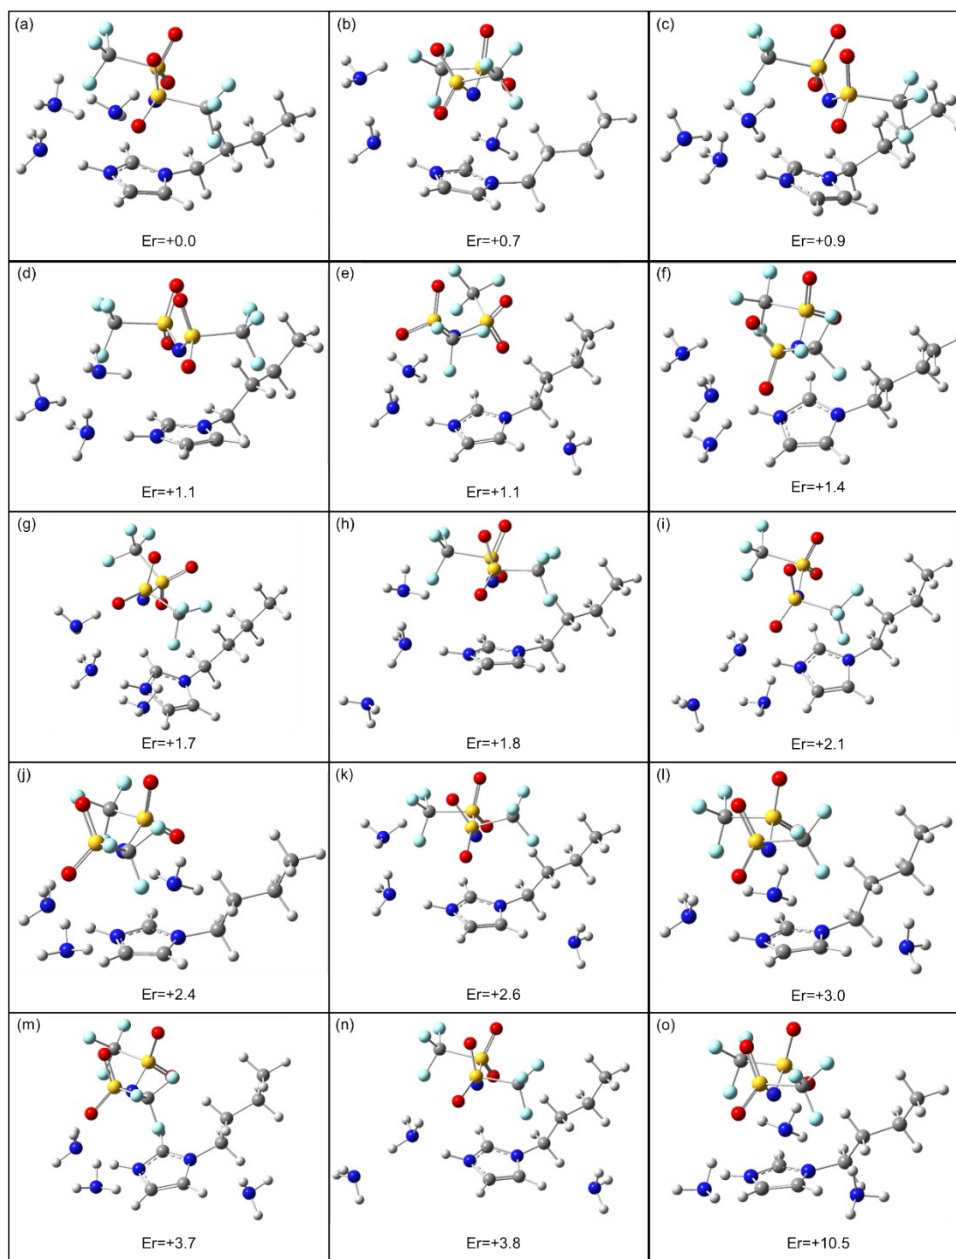 (a)
Er=+0.0
(b)
Er=+0.7
(c)
Er=+0.9
(d)
Er=+1.1
(e)
Er=+1.1
(f)
Er=+1.4
(g)
Er=+1.7
(h)
Er=+1.8
(i)
Er=+2.1
(j)
Er=+2.4
(k)
Er=+2.6
(l)
Er=+3.0
(m)
Er=+3.7
(n)
Er=+3.8
(o)
Er=+10.5